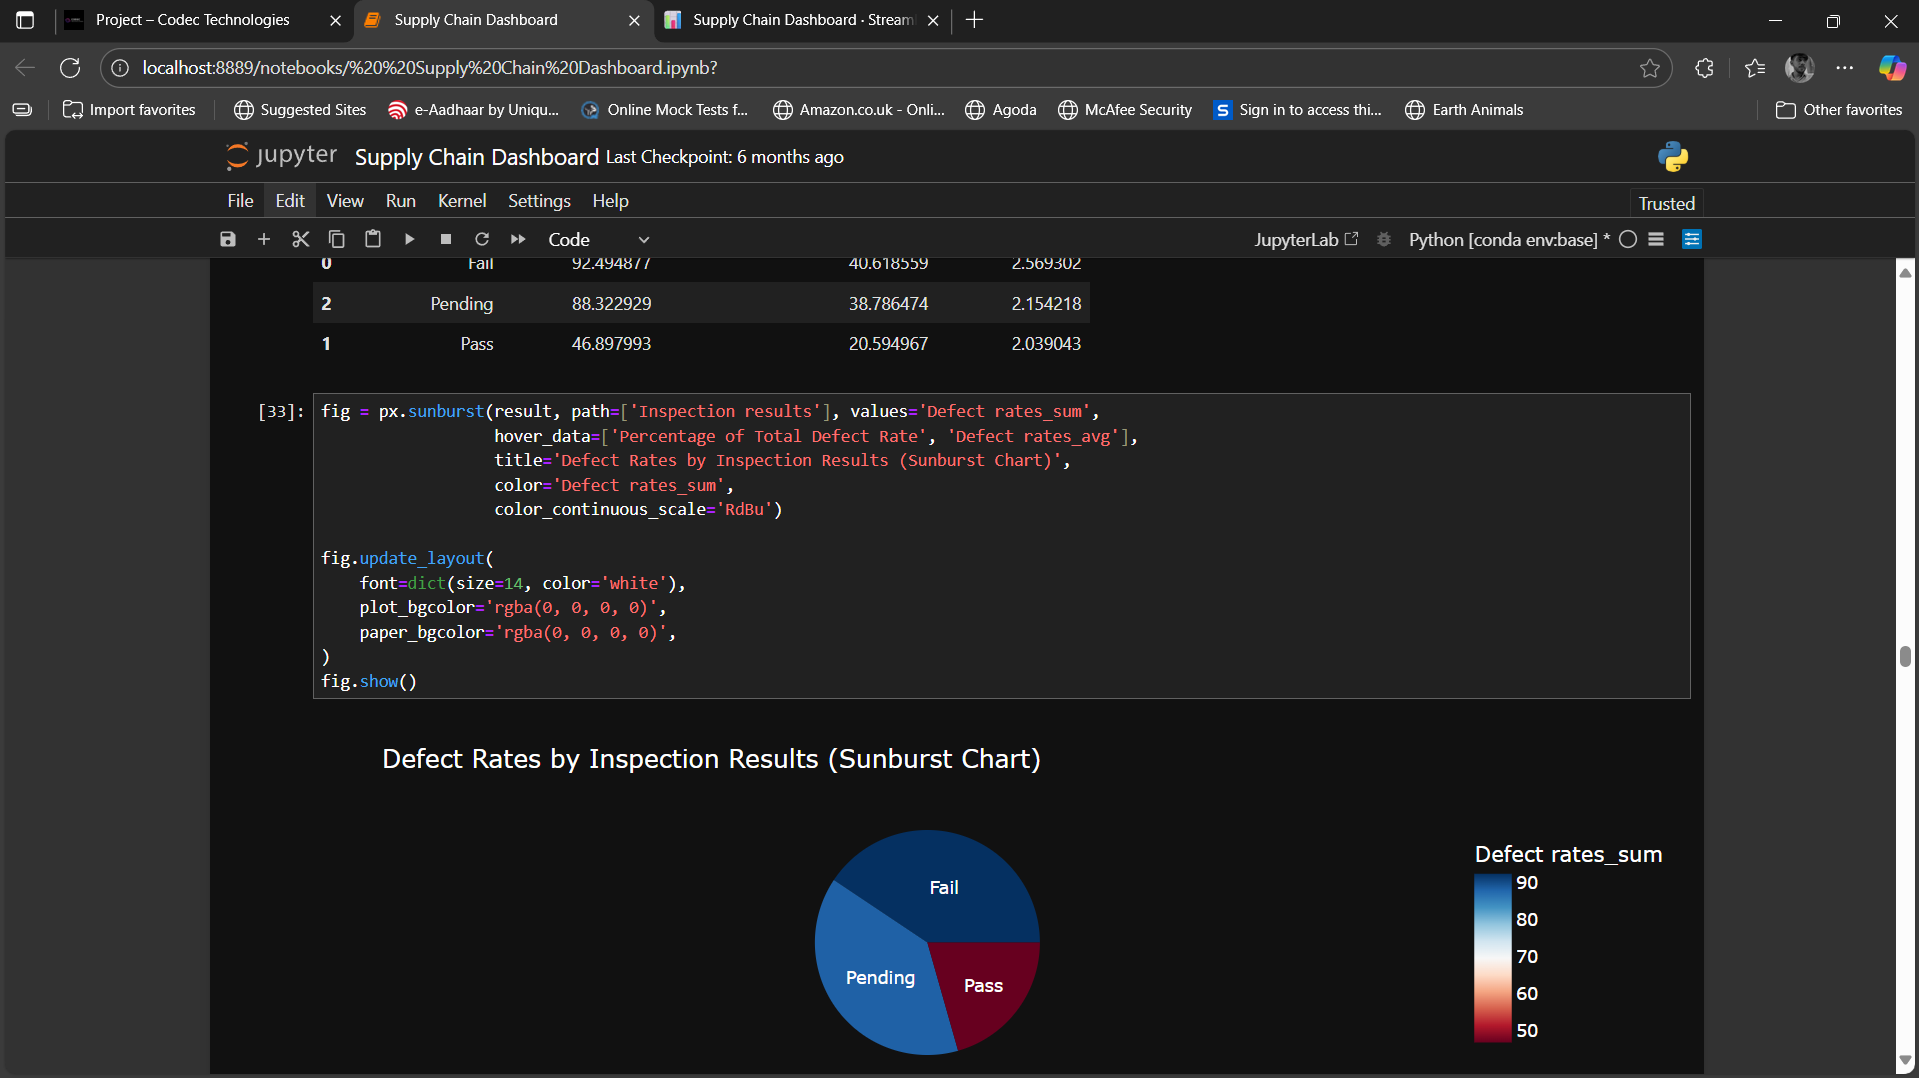 Project – Codec Technologies
Supply Chain Dashboard
Supply Chain Dashboard · Stream
localhost:8889/notebooks/%20%20Supply%20Chain%20Dashboard.ipynb?
Import favorites
Suggested Sites
e-Aadhaar by Uniqu...
Online Mock Tests f...
Amazon.co.uk - Onli...
Agoda
McAfee Security
S
Sign in to access thi...
Earth Animals
Other favorites
jupyter Supply Chain Dashboard Last Checkpoint: 6 months ago
File Edit View Run Kernel Settings Help
Trusted
Code
JupyterLab
Python [conda env:base] *
0 Fail 92.494877 40.618559 2.569302
2 Pending 88.322929 38.786474 2.154218
1 Pass 46.897993 20.594967 2.039043
[33]: fig = px.sunburst(result, path=['Inspection results'], values='Defect rates_sum',
hover_data=['Percentage of Total Defect Rate', 'Defect rates_avg'],
title='Defect Rates by Inspection Results (Sunburst Chart)',
color='Defect rates_sum',
color_continuous_scale='RdBu')
fig.update_layout(
font=dict(size=14, color='white'),
plot_bgcolor='rgba(0, 0, 0, 0)',
paper_bgcolor='rgba(0, 0, 0, 0)',
)
fig.show()
Defect Rates by Inspection Results (Sunburst Chart)
Fail
Pending
Pass
Defect rates_sum
90
80
70
60
50